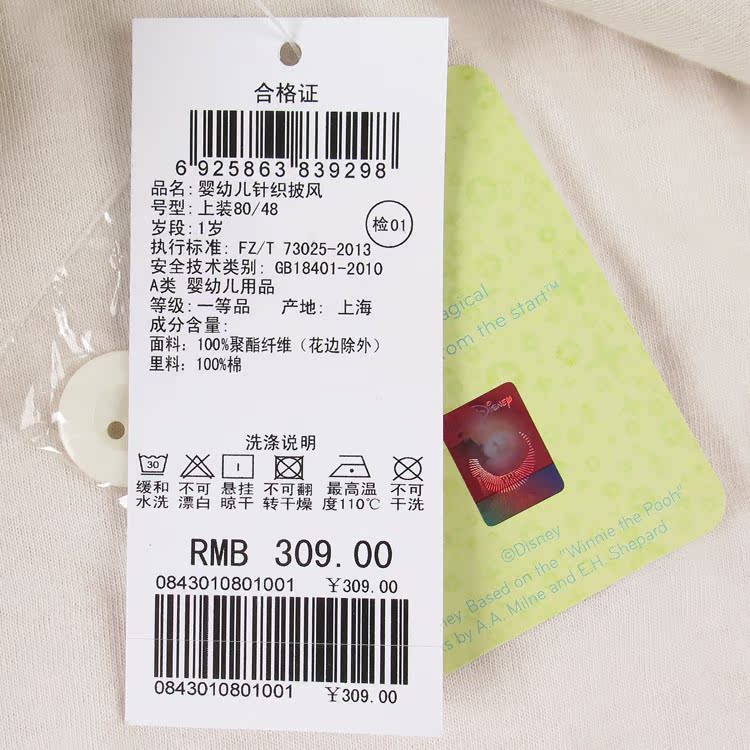 合格证
6 925863 839298
品名: 婴幼儿针织披风
号型: 上装80/48
岁段: 1岁
检01
执行标准: FZ/T 73025-2013
安全技术类别: GB18401-2010
A类 婴幼儿用品
等级: 一等品 产地: 上海
成分含量:
面料: 100%聚酯纤维 (花边除外)
里料: 100%棉
洗涤说明
30
缓和水洗
不可漂白
悬挂晾干
不可翻转干燥
最高温度110℃
不可干洗
RMB 309.00
0843010801001 ¥309.00
0843010801001 ¥309.00
agical
om the start™
Disney
©Disney
ney. Based on the "Winnie the Pooh"
s by A.A. Milne and E.H. Shepard